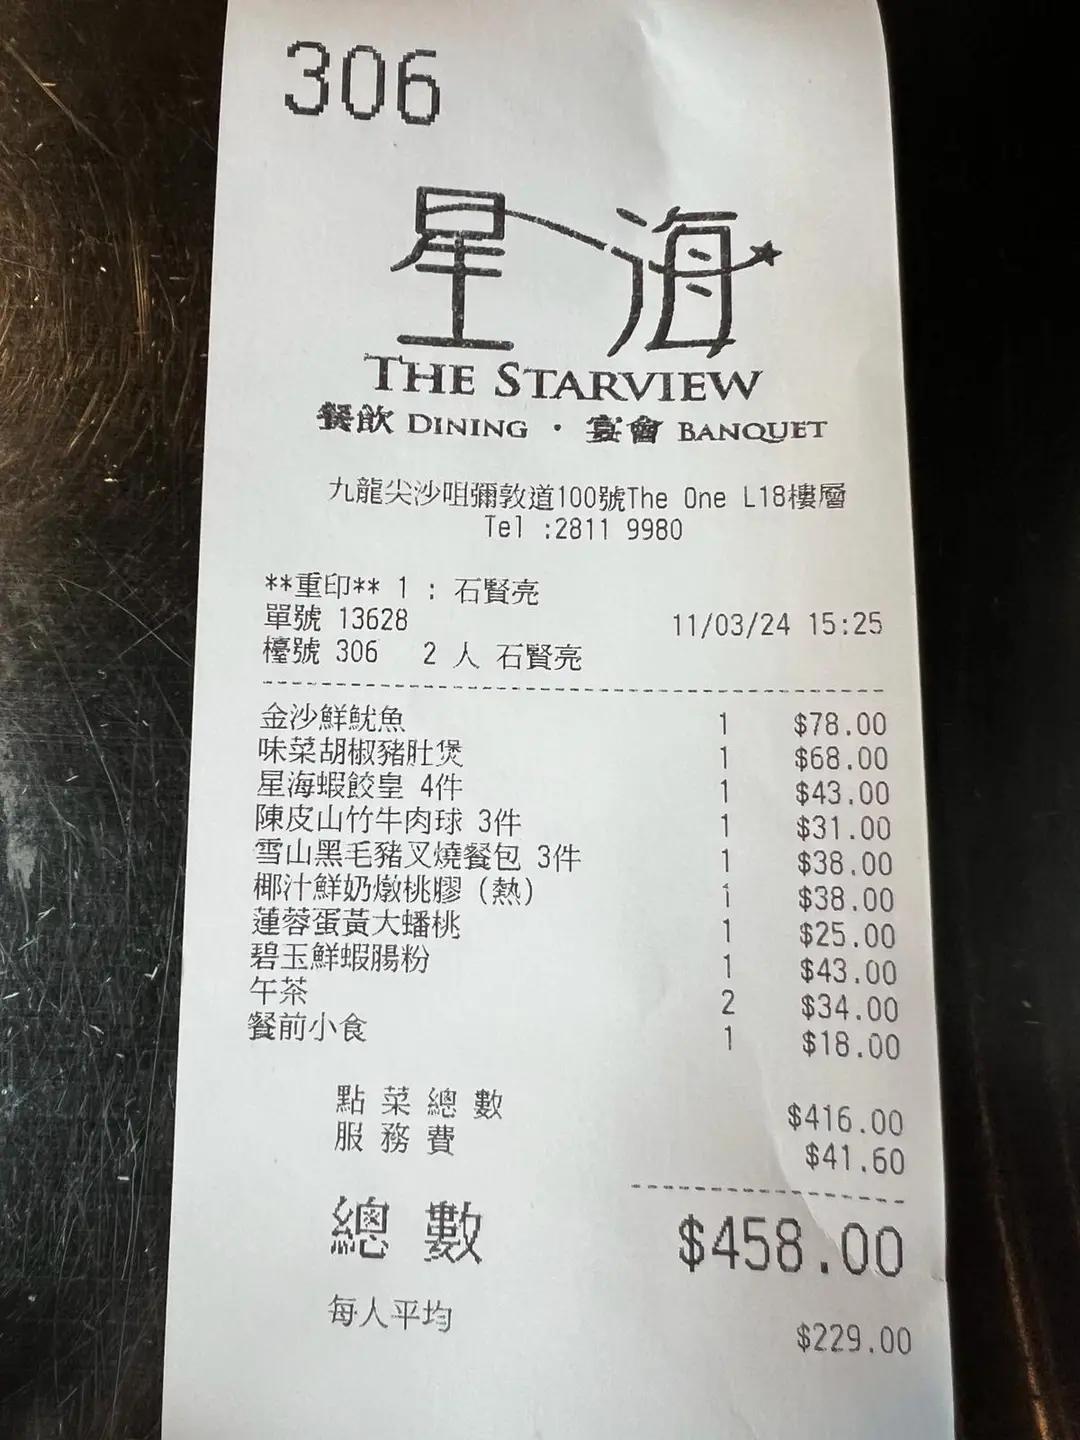 306
星海
THE STARVIEW
餐飲 DINING · 宴會 BANQUET
九龍尖沙咀彌敦道100號The One L18樓層
Tel :2811 9980
**重印** 1 : 石賢亮
單號 13628 11/03/24 15:25
檯號 306 2 人 石賢亮
金沙鮮魷魚 1 $78.00
味菜胡椒豬肚煲 1 $68.00
星海蝦餃皇 4件 1 $43.00
陳皮山竹牛肉球 3件 1 $31.00
雪山黑毛豬叉燒餐包 3件 1 $38.00
椰汁鮮奶燉桃膠 (熱) 1 $38.00
蓮蓉蛋黃大蟠桃 1 $25.00
碧玉鮮蝦腸粉 1 $43.00
午茶 2 $34.00
餐前小食 1 $18.00
點菜總數 $416.00
服務費 $41.60
總數 $458.00
每人平均 $229.00